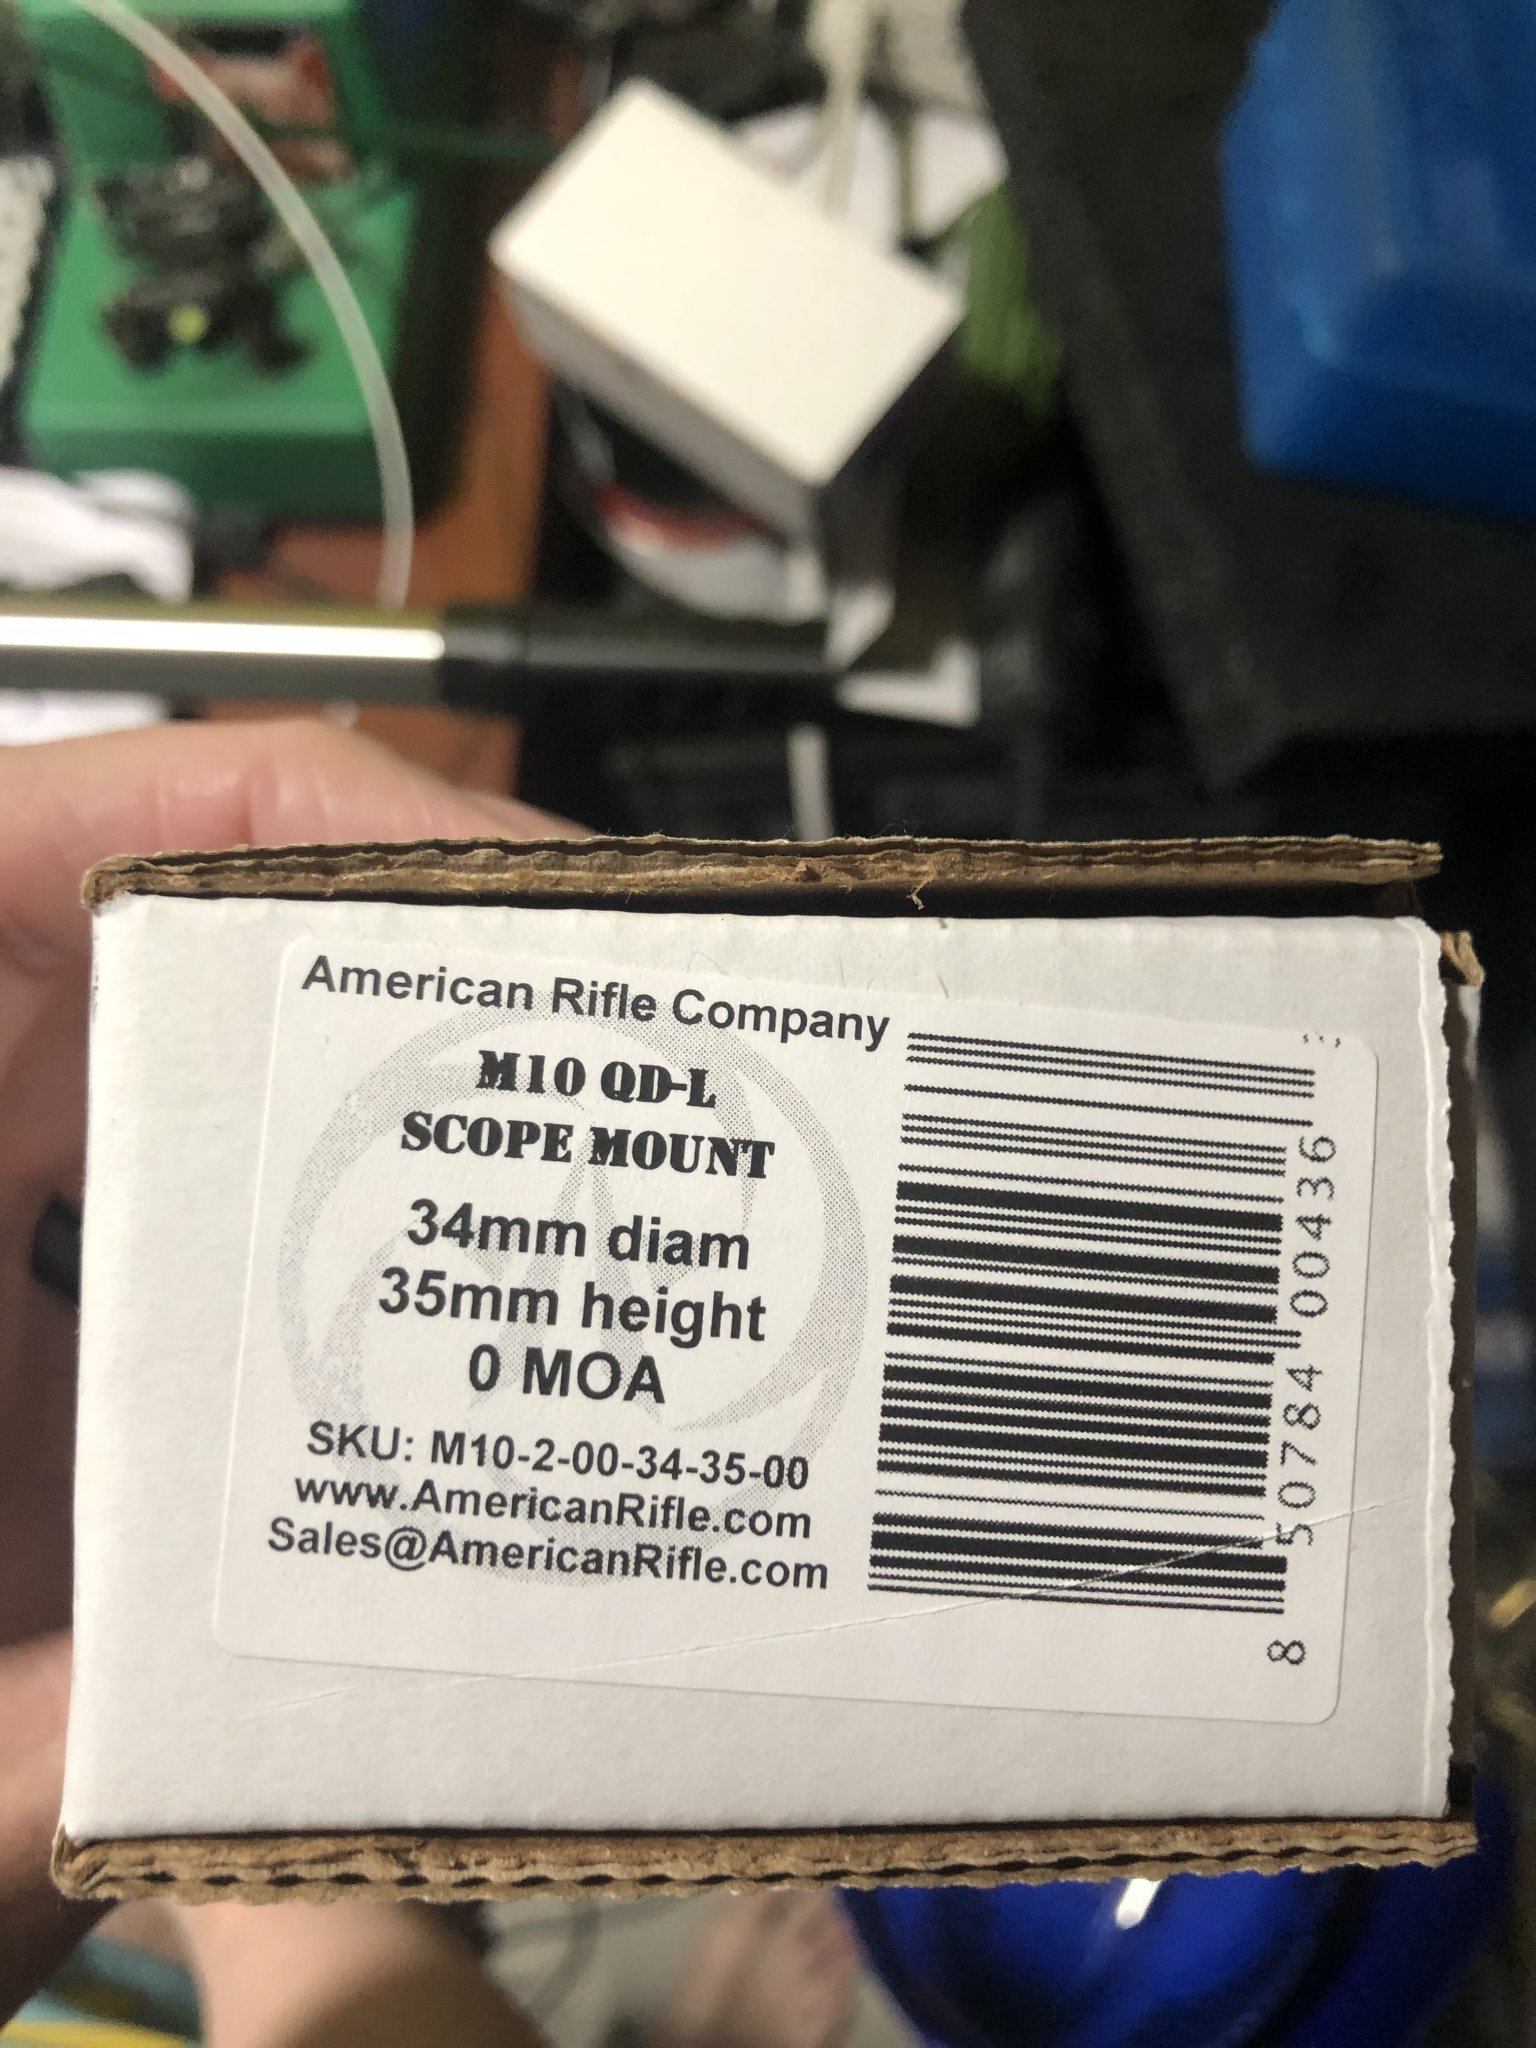 American Rifle Company
M10 QD-L
SCOPE MOUNT
34mm diam
35mm height
0 MOA
SKU: M10-2-00-34-35-00
www.AmericanRifle.com
Sales@AmericanRifle.com
8 50784 00436